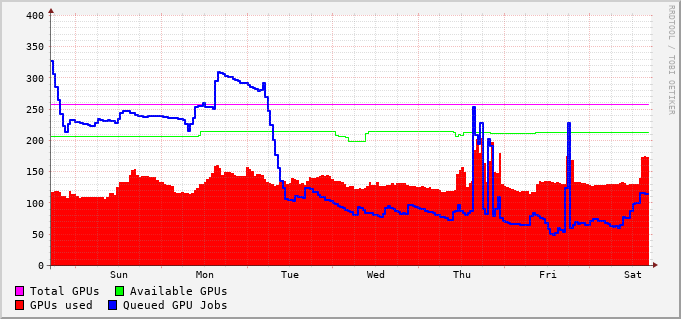 400
350
300
250
200
150
100
50
0
Sun Mon Tue Wed Thu Fri Sat
Total GPUs Available GPUs
GPUs used Queued GPU Jobs
RRDTOOL / TOBI OETIKER